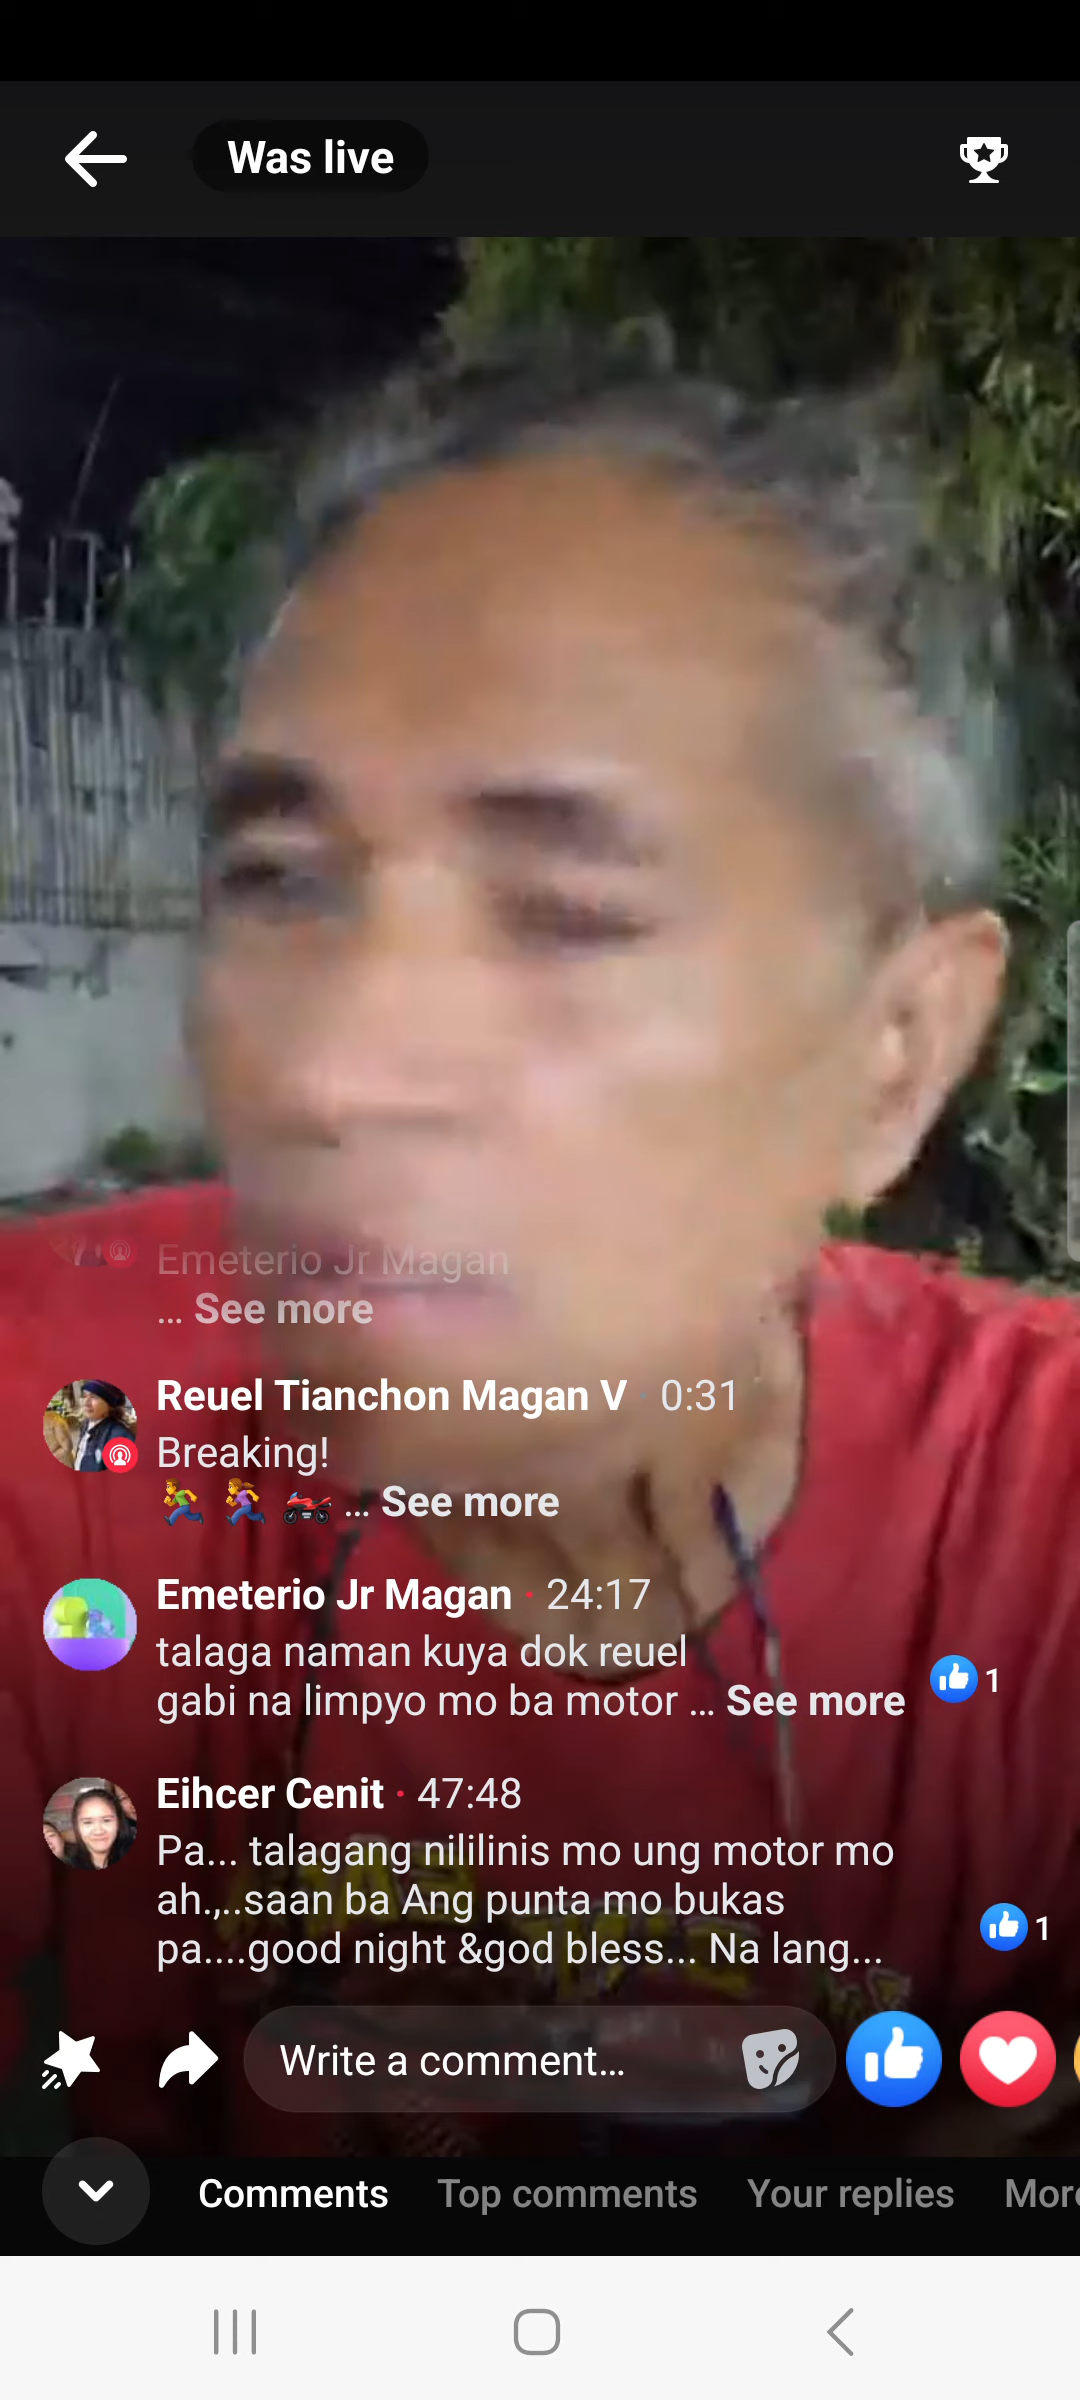 Was live
Emeterio Jr Magan
... See more
Reuel Tianchon Magan V · 0:31
Breaking!
🏃‍♂️ 🏃‍♀️ 🏍️ ... See more
Emeterio Jr Magan · 24:17
talaga naman kuya dok reuel
gabi na limpyo mo ba motor ... See more
1
Eihcer Cenit · 47:48
Pa... talagang nililinis mo ung motor mo
ah.,..saan ba Ang punta mo bukas
pa....good night &god bless... Na lang...
1
Write a comment...
Comments Top comments Your replies More